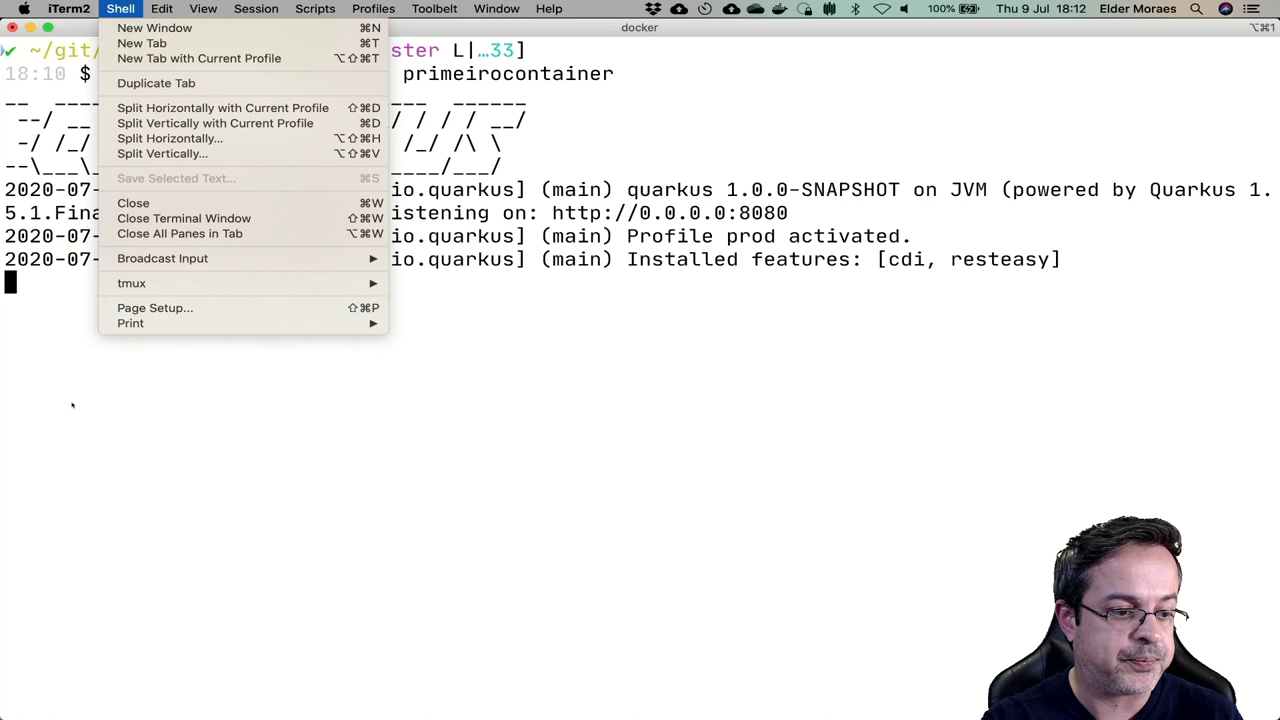 iTerm2 Shell Edit View Session Scripts Profiles Toolbelt Window Help 100% Thu 9 Jul 18:12 Elder Moraes
docker ⌥⌘1
New Window ⌘N
New Tab ⌘T
New Tab with Current Profile ⌥⇧⌘T
Duplicate Tab
Split Horizontally with Current Profile ⇧⌘D
Split Vertically with Current Profile ⌘D
Split Horizontally... ⌥⇧⌘H
Split Vertically... ⌥⇧⌘V
Save Selected Text... ⌘S
Close ⌘W
Close Terminal Window ⇧⌘W
Close All Panes in Tab ⌥⌘W
Broadcast Input
tmux
Page Setup... ⇧⌘P
Print
✔ ~/git/ ster L|…33]
18:10 $ primeirocontainer
2020-07- io.quarkus] (main) quarkus 1.0.0-SNAPSHOT on JVM (powered by Quarkus 1.
5.1.Fina istening on: http://0.0.0.0:8080
2020-07- io.quarkus] (main) Profile prod activated.
2020-07- io.quarkus] (main) Installed features: [cdi, resteasy]